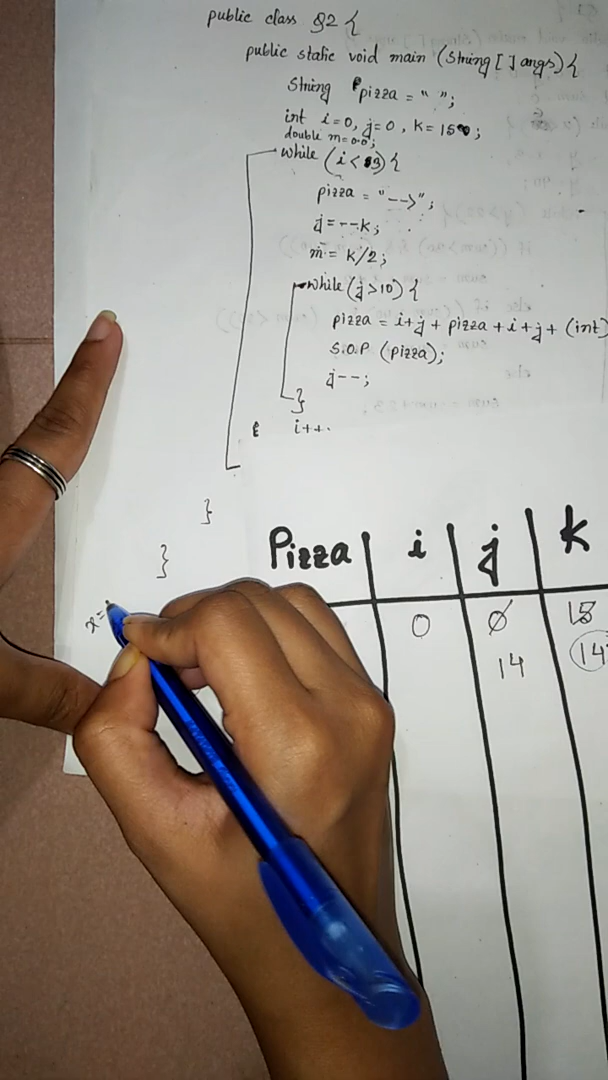 public class Q2 {
public static void main (String[] args) {
String pizza = " ";
int i=0, j=0, k=15;
double m=0.0;
while (i<3) {
pizza = "-->";
j=--k;
m = k/2;
while (j>10) {
pizza = i+j + pizza + i + j + (int)
S.O.P (pizza);
j--;
}
i++.
}
}
Pizza i j k
0 0 15
14 14
x=